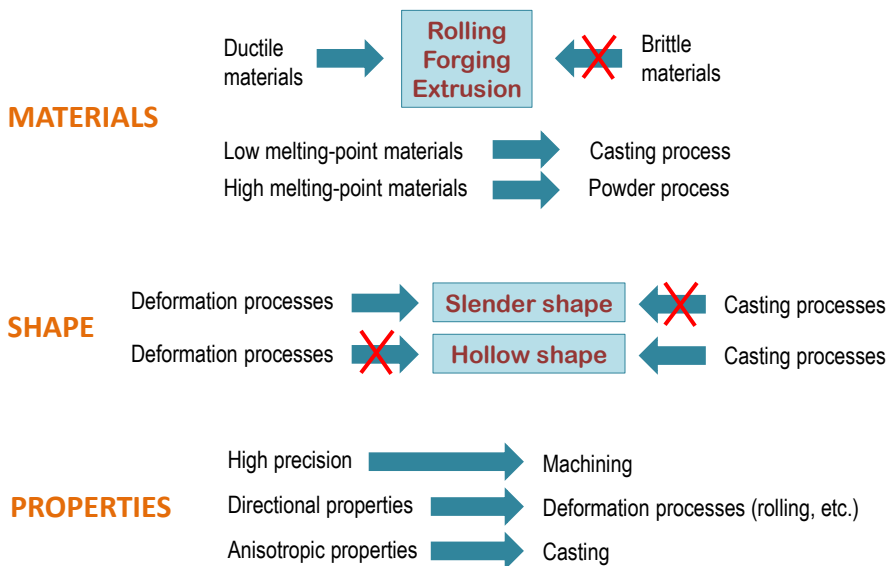 Ductile
materials
Rolling
Forging
Extrusion
Brittle
materials
MATERIALS
Low melting-point materials
Casting process
High melting-point materials
Powder process
Deformation processes
Slender shape
Casting processes
SHAPE
Deformation processes
Hollow shape
Casting processes
High precision
Machining
PROPERTIES
Directional properties
Deformation processes (rolling, etc.)
Anisotropic properties
Casting